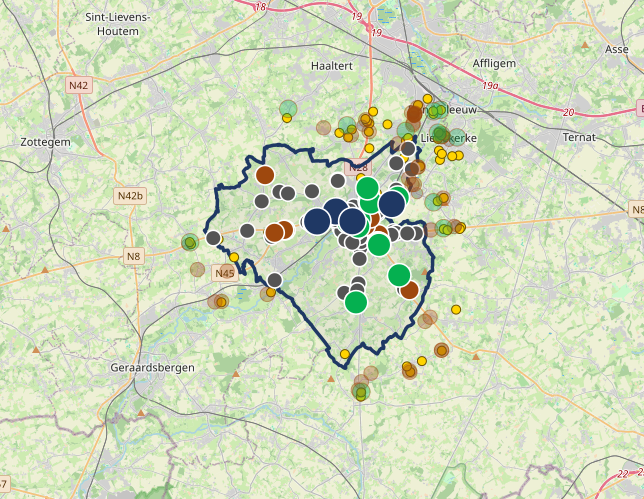 18
19
19
Sint-Lievens-
Houtem
Asse
Affligem
Haaltert
N42
19a
20
Zottegem
Ternat
N28
N42b
N8
N45
Geraardsbergen
22